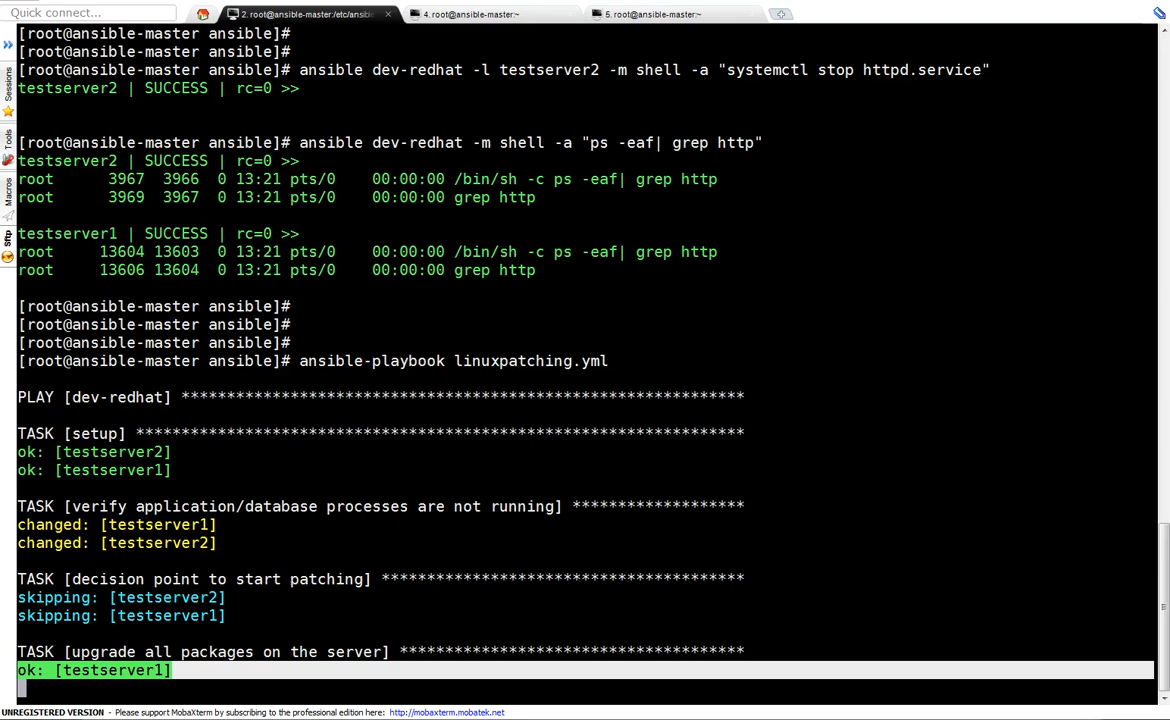 Quick connect...
2. root@ansible-master:/etc/ansible
4. root@ansible-master:~
5. root@ansible-master:~
Sessions
Tools
Macros
Sftp
[root@ansible-master ansible]#
[root@ansible-master ansible]#
[root@ansible-master ansible]# ansible dev-redhat -l testserver2 -m shell -a "systemctl stop httpd.service"
testserver2 | SUCCESS | rc=0 >>
[root@ansible-master ansible]# ansible dev-redhat -m shell -a "ps -eaf| grep http"
testserver2 | SUCCESS | rc=0 >>
root      3967  3966  0 13:21 pts/0    00:00:00 /bin/sh -c ps -eaf| grep http
root      3969  3967  0 13:21 pts/0    00:00:00 grep http
testserver1 | SUCCESS | rc=0 >>
root     13604 13603  0 13:21 pts/0    00:00:00 /bin/sh -c ps -eaf| grep http
root     13606 13604  0 13:21 pts/0    00:00:00 grep http
[root@ansible-master ansible]#
[root@ansible-master ansible]#
[root@ansible-master ansible]#
[root@ansible-master ansible]# ansible-playbook linuxpatching.yml
PLAY [dev-redhat] **************************************************************
TASK [setup] *******************************************************************
ok: [testserver2]
ok: [testserver1]
TASK [verify application/database processes are not running] *******************
changed: [testserver1]
changed: [testserver2]
TASK [decision point to start patching] ****************************************
skipping: [testserver2]
skipping: [testserver1]
TASK [upgrade all packages on the server] **************************************
ok: [testserver1]
UNREGISTERED VERSION - Please support MobaXterm by subscribing to the professional edition here: http://mobaxterm.mobatek.net